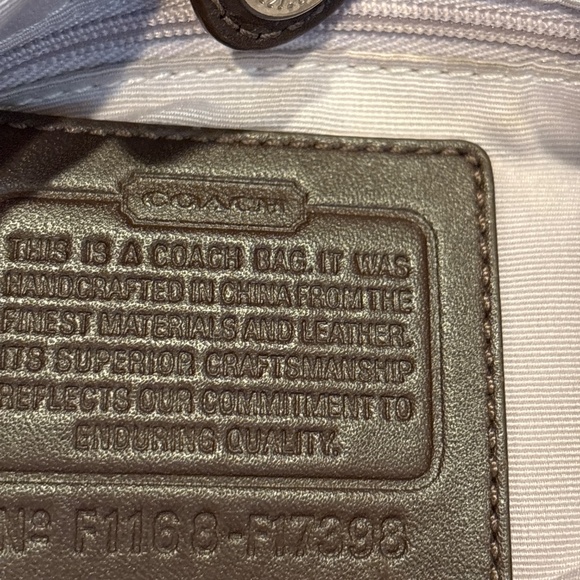 COACH
THIS IS A COACH BAG. IT WAS
HANDCRAFTED IN CHINA FROM THE
FINEST MATERIALS AND LEATHER.
ITS SUPERIOR CRAFTSMANSHIP
REFLECTS OUR COMMITMENT TO
ENDURING QUALITY.
Nº F1168-F17398